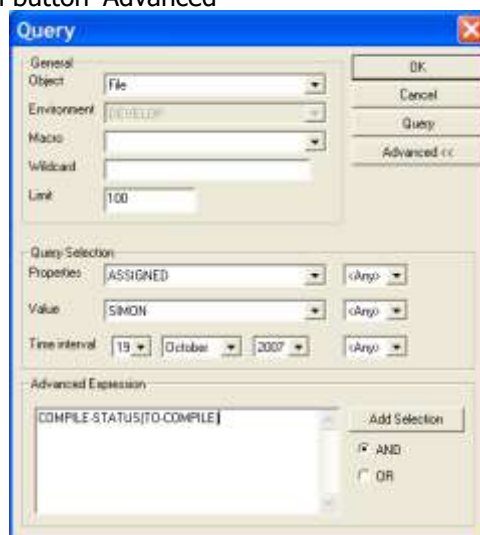 button "Advanced"
Query
General
Object File
OK
Cancel
Environment DEVELOP
Query
Macro
Advanced <<
Wildcard
Limit 100
Query Selection
Properties ASSIGNED <Any>
Value SIMON <Any>
Time interval 19 October 2007 <Any>
Advanced Expression
COMPILE-STATUS(TO-COMPILE)
Add Selection
AND
OR